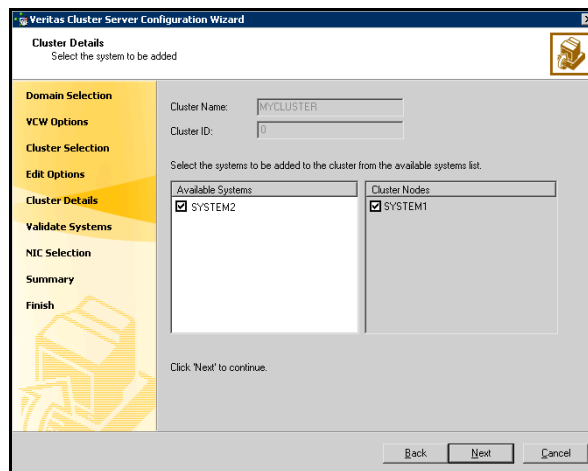 Veritas Cluster Server Configuration Wizard
Cluster Details
Select the system to be added
Domain Selection
VCW Options
Cluster Selection
Edit Options
Cluster Details
Validate Systems
NIC Selection
Summary
Finish
Cluster Name: MYCLUSTER
Cluster ID: 0
Select the systems to be added to the cluster from the available systems list.
Available Systems
SYSTEM2
Cluster Nodes
SYSTEM1
Click 'Next' to continue.
Back Next Cancel